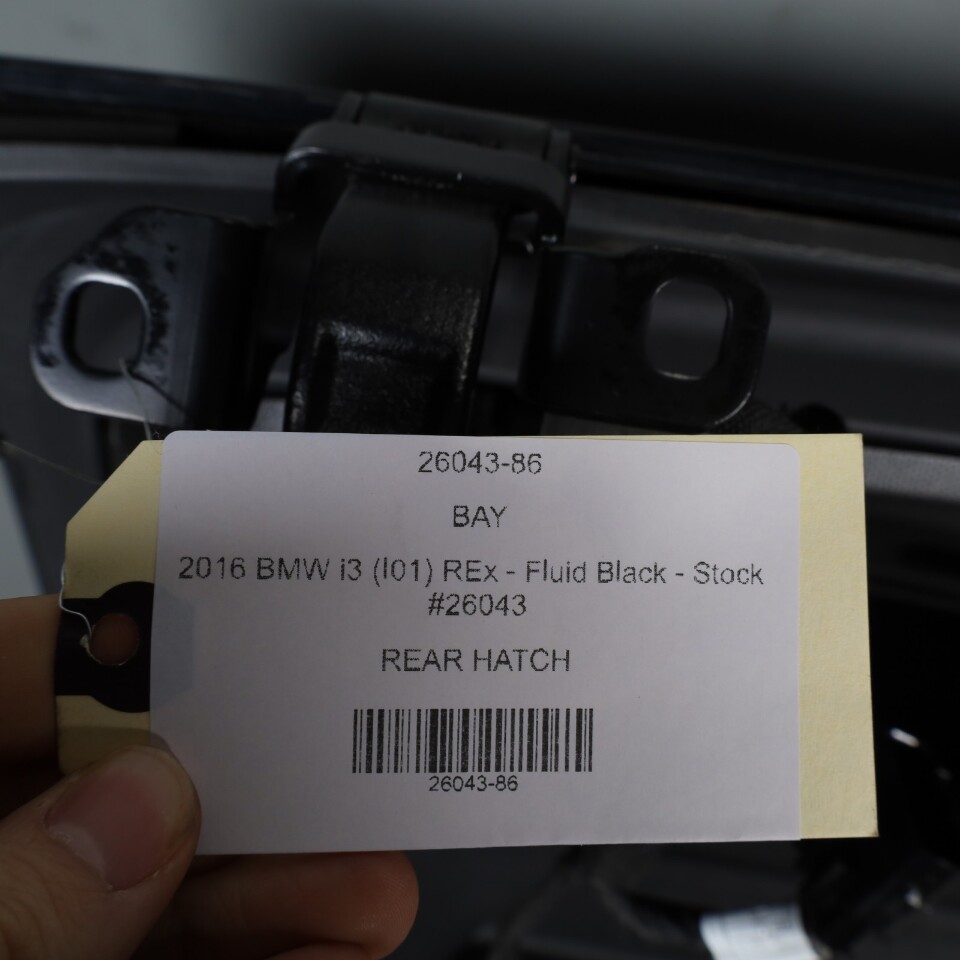 26043-86
BAY
2016 BMW i3 (I01) REx - Fluid Black - Stock
#26043
REAR HATCH
26043-86